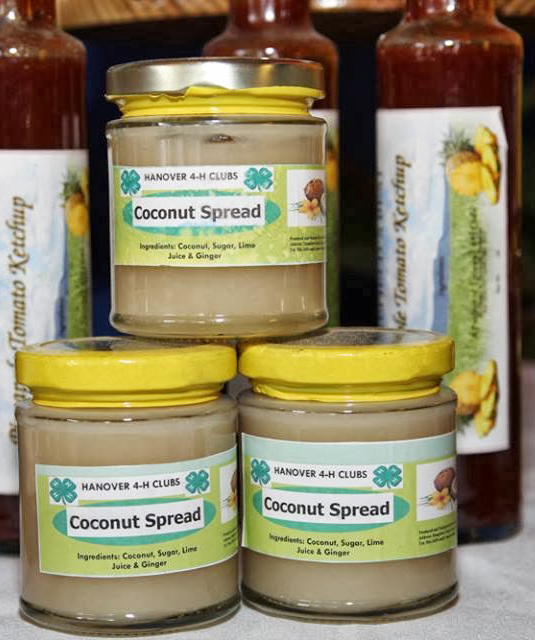 HANOVER 4-H CLUBS
Coconut Spread
Ingredients: Coconut, Sugar, Lime
Juice & Ginger
HANOVER 4-H CLUBS
Coconut Spread
Ingredients: Coconut, Sugar, Lime
Juice & Ginger
HANOVER 4-H CLUBS
Coconut Spread
Ingredients: Coconut, Sugar, Lime
Juice & Ginger
Tomato Ketchup
Tomato Ketchup